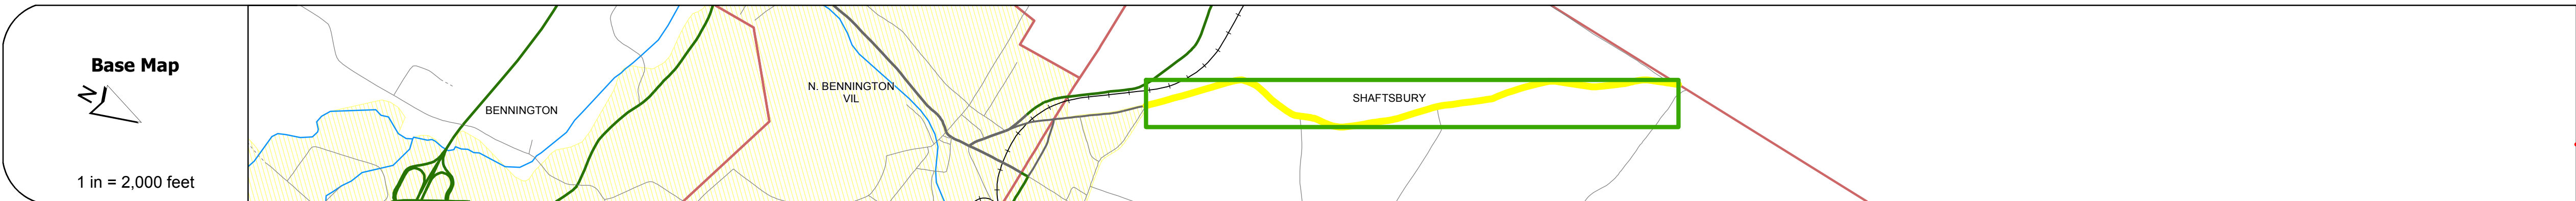 Base Map
N
1 in = 2,000 feet
BENNINGTON
N. BENNINGTON
VIL
SHAFTSBURY